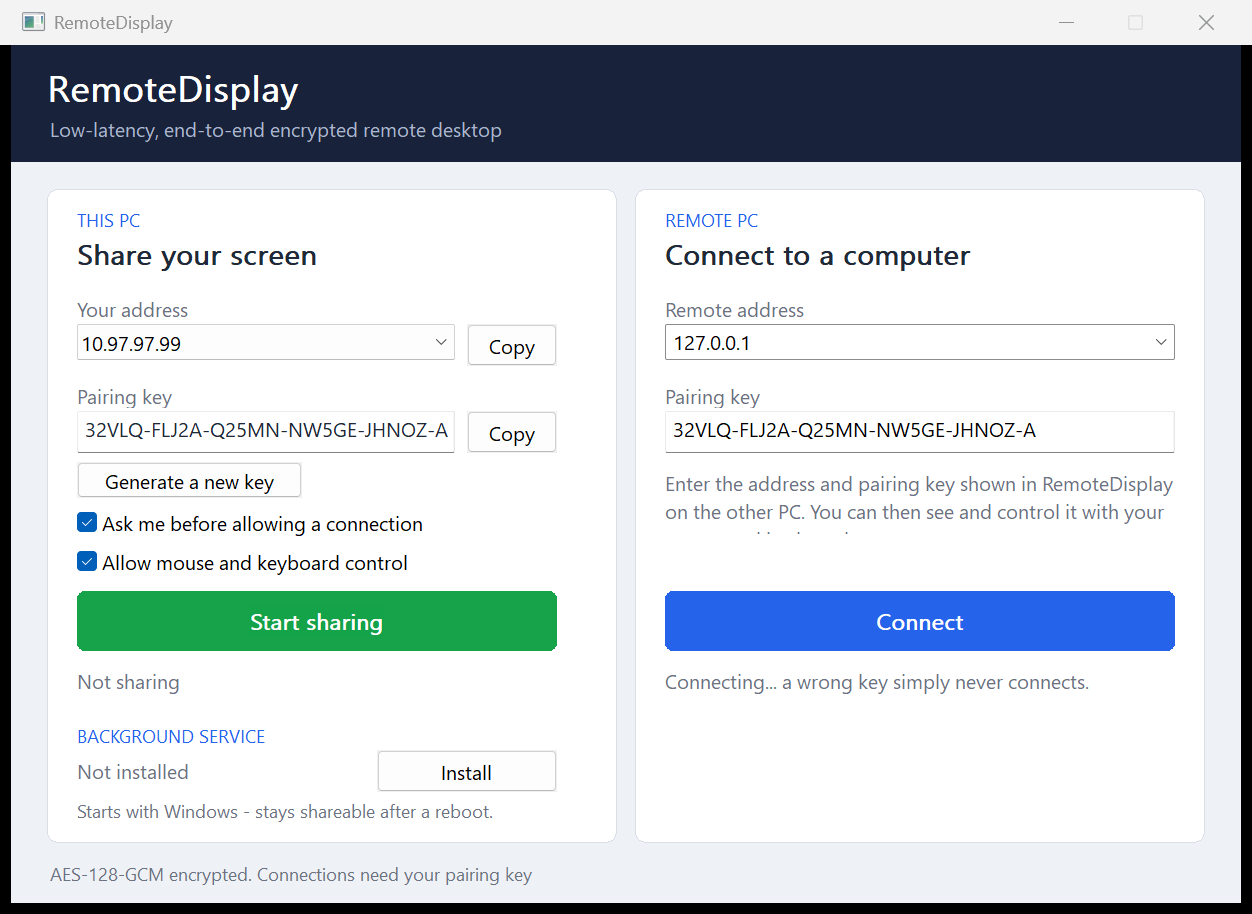 RemoteDisplay
RemoteDisplay
Low-latency, end-to-end encrypted remote desktop
THIS PC
Share your screen
Your address
10.97.97.99
Copy
Pairing key
32VLQ-FLJ2A-Q25MN-NW5GE-JHNOZ-A
Copy
Generate a new key
Ask me before allowing a connection
Allow mouse and keyboard control
Start sharing
Not sharing
BACKGROUND SERVICE
Not installed
Install
Starts with Windows - stays shareable after a reboot.
REMOTE PC
Connect to a computer
Remote address
127.0.0.1
Pairing key
32VLQ-FLJ2A-Q25MN-NW5GE-JHNOZ-A
Enter the address and pairing key shown in RemoteDisplay
on the other PC. You can then see and control it with your
Connect
Connecting... a wrong key simply never connects.
AES-128-GCM encrypted. Connections need your pairing key